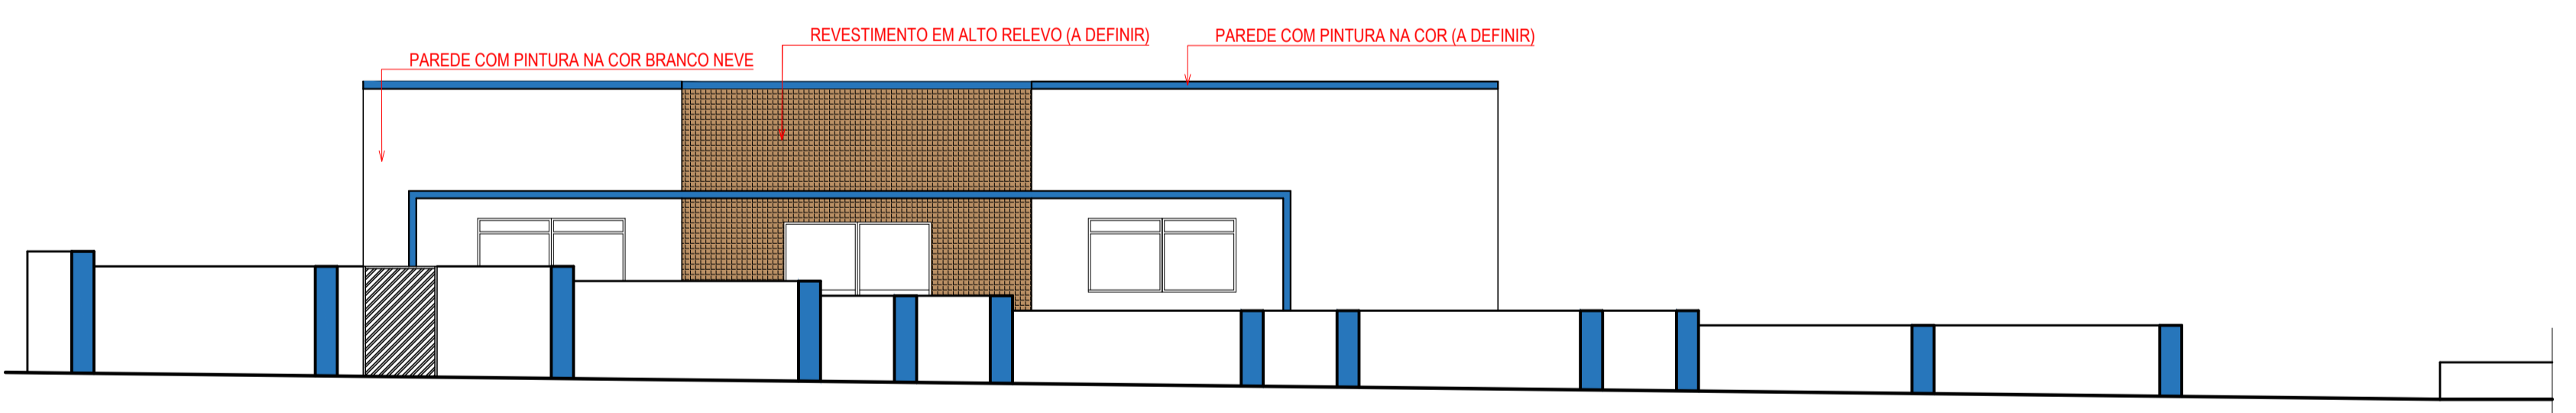 REVESTIMENTO EM ALTO RELEVO (A DEFINIR)
PAREDE COM PINTURA NA COR (A DEFINIR)
PAREDE COM PINTURA NA COR BRANCO NEVE